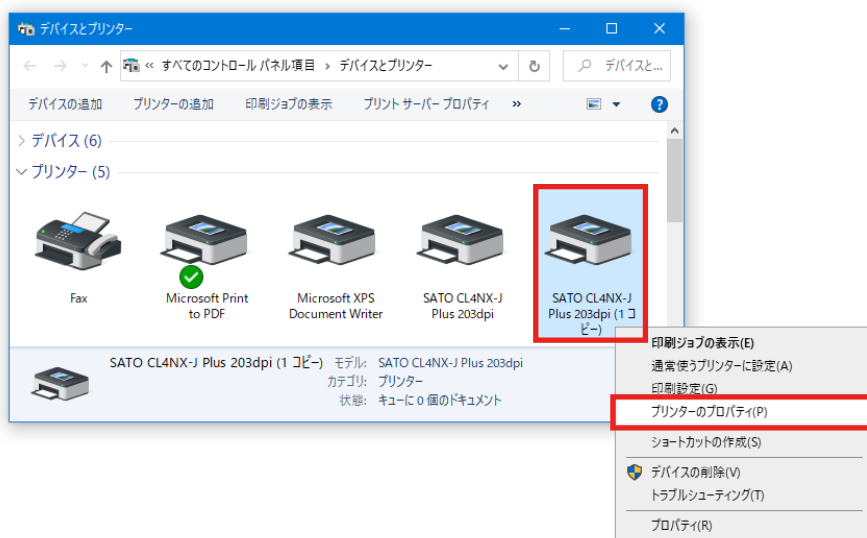 デバイスとプリンター
« すべてのコントロール パネル項目 › デバイスとプリンター
デバイスと...
デバイスの追加 プリンターの追加 印刷ジョブの表示 プリント サーバー プロパティ »
デバイス (6)
プリンター (5)
Fax
Microsoft Print
to PDF
Microsoft XPS
Document Writer
SATO CL4NX-J
Plus 203dpi
SATO CL4NX-J
Plus 203dpi (1 コ
ピー)
SATO CL4NX-J Plus 203dpi (1 コピー) モデル: SATO CL4NX-J Plus 203dpi
カテゴリ: プリンター
状態: キューに 0 個のドキュメント
印刷ジョブの表示(E)
通常使うプリンターに設定(A)
印刷設定(G)
プリンターのプロパティ(P)
ショートカットの作成(S)
デバイスの削除(V)
トラブルシューティング(T)
プロパティ(R)